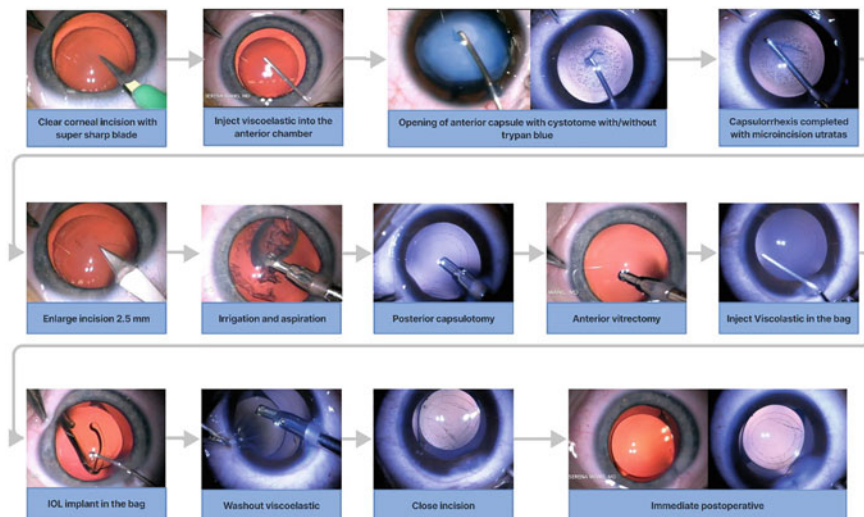 Clear corneal incision with
super sharp blade
Inject viscoelastic into the
anterior chamber
Opening of anterior capsule with cystotome with/without
trypan blue
Capsulorrhexis completed
with microincision utratas
Enlarge incision 2.5 mm
Irrigation and aspiration
Posterior capsulotomy
Anterior vitrectomy
Inject Viscolastic in the bag
IOL implant in the bag
Washout viscoelastic
Close incision
Immediate postoperative